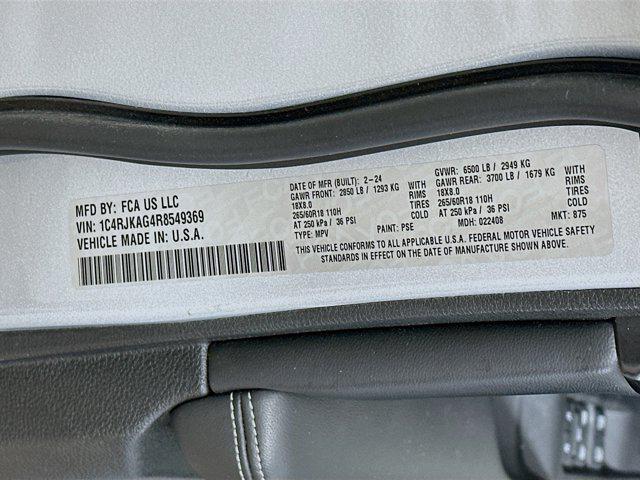 MFD BY: FCA US LLC
VIN: 1C4RJKAG4R8549369
VEHICLE MADE IN: U.S.A.
DATE OF MFR (BUILT): 2-24 GVWR: 6500 LB / 2949 KG
GAWR FRONT: 2850 LB / 1293 KG WITH GAWR REAR: 3700 LB / 1679 KG WITH
18X8.0 RIMS 18X8.0 RIMS
265/60R18 110H TIRES 265/60R18 110H TIRES
AT 250 kPa / 36 PSI COLD AT 250 kPa / 36 PSI COLD
TYPE: MPV PAINT: PSE MDH: 022408 MKT: 875
THIS VEHICLE CONFORMS TO ALL APPLICABLE U.S.A. FEDERAL MOTOR VEHICLE SAFETY
STANDARDS IN EFFECT ON THE DATE OF MANUFACTURE SHOWN ABOVE.